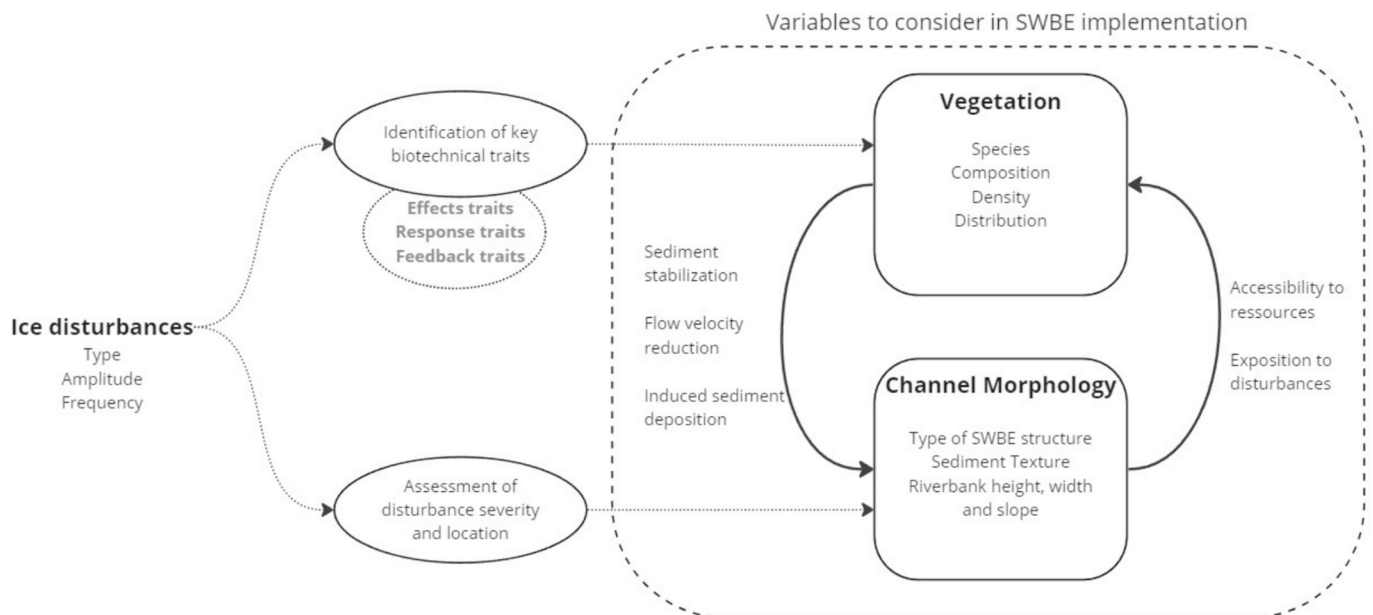 Variables to consider in SWBE implementation
Identification of key
biotechnical traits
Effects traits
Response traits
Feedback traits
Ice disturbances
Type
Amplitude
Frequency
Assessment of
disturbance severity
and location
Vegetation
Species
Composition
Density
Distribution
Sediment
stabilization
Flow velocity
reduction
Induced sediment
deposition
Accessibility to
ressources
Exposition to
disturbances
Channel Morphology
Type of SWBE structure
Sediment Texture
Riverbank height, width
and slope